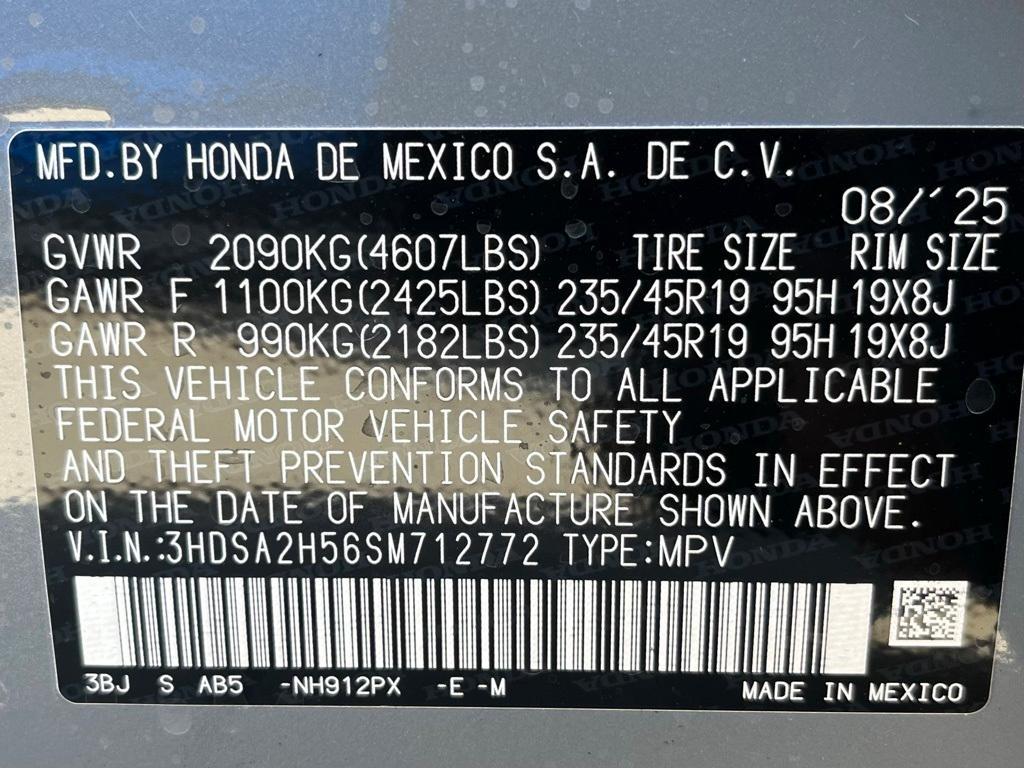 MFD.BY HONDA DE MEXICO S.A. DE C.V.
08/´25
GVWR 2090KG(4607LBS) TIRE SIZE RIM SIZE
GAWR F 1100KG(2425LBS) 235/45R19 95H 19X8J
GAWR R 990KG(2182LBS) 235/45R19 95H 19X8J
THIS VEHICLE CONFORMS TO ALL APPLICABLE
FEDERAL MOTOR VEHICLE SAFETY
AND THEFT PREVENTION STANDARDS IN EFFECT
ON THE DATE OF MANUFACTURE SHOWN ABOVE.
V.I.N.:3HDSA2H56SM712772 TYPE:MPV
3BJ S AB5 -NH912PX -E -M MADE IN MEXICO